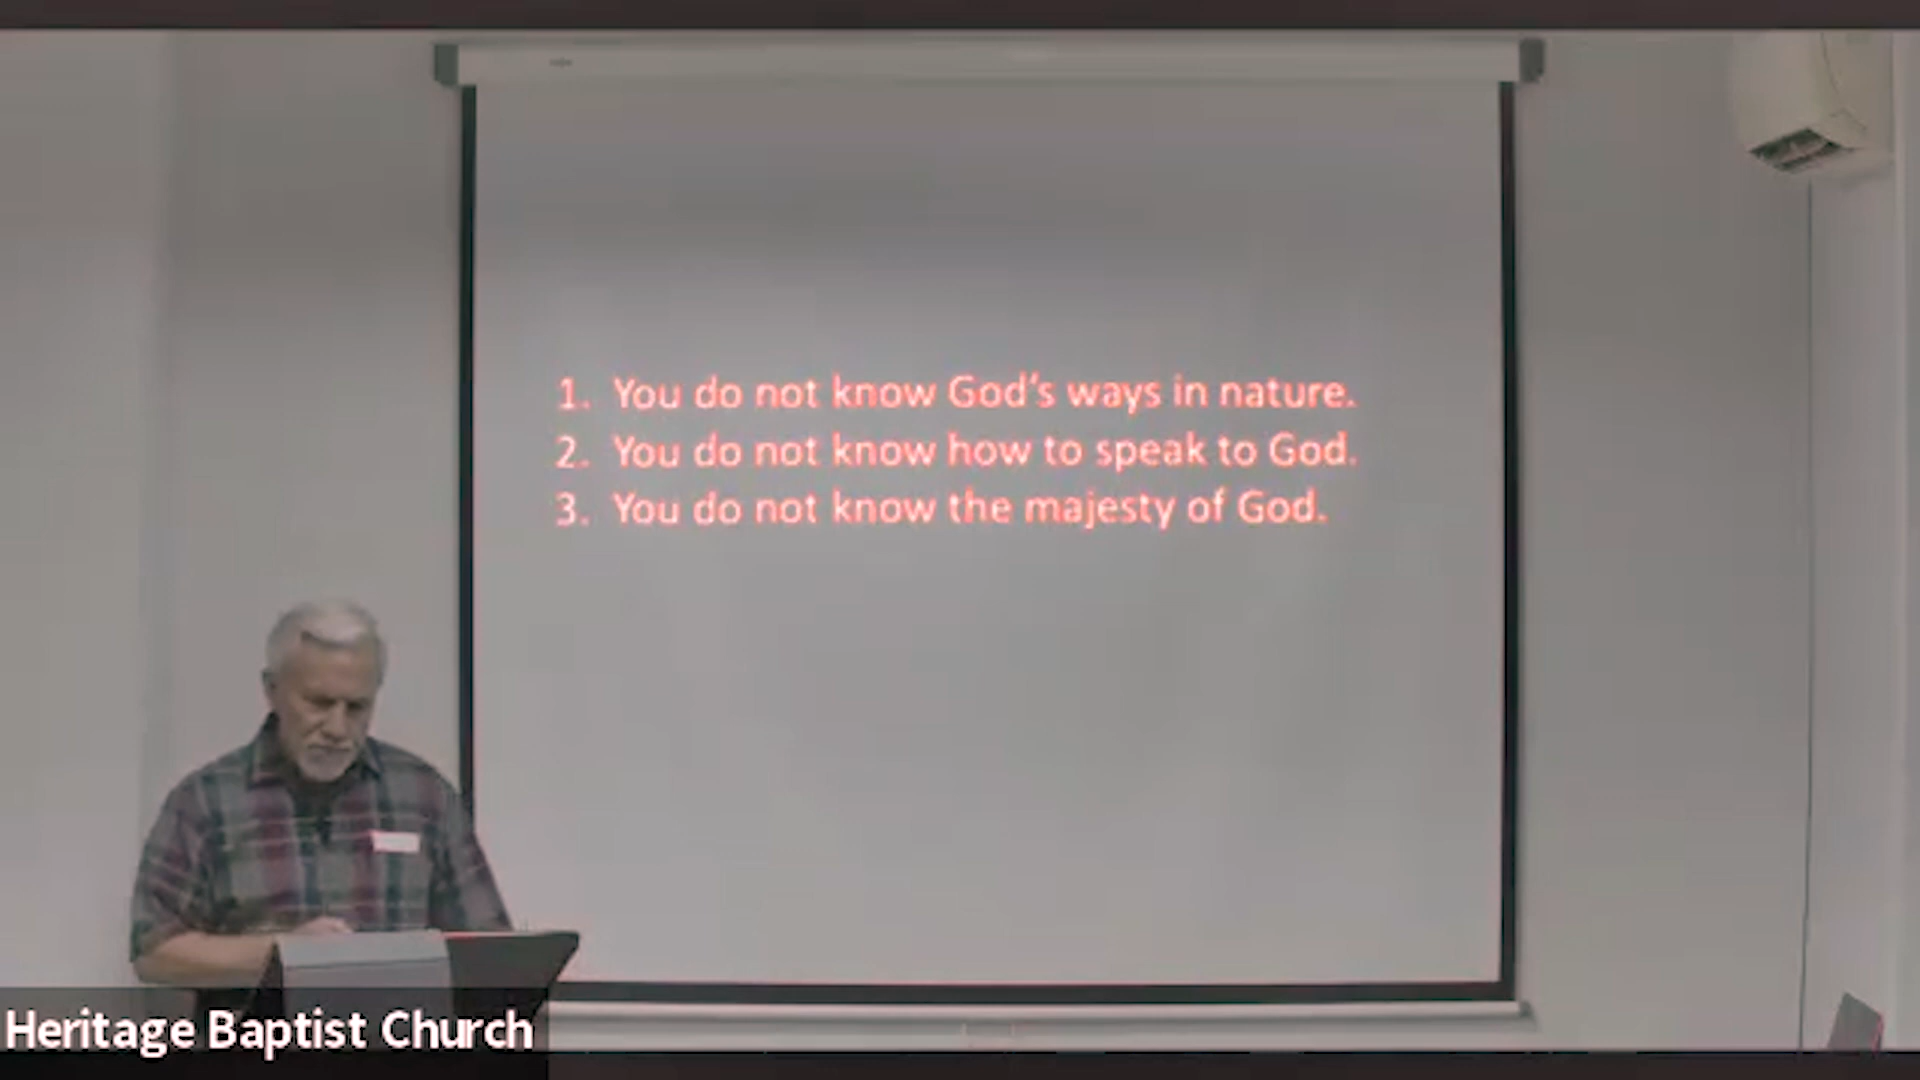 1. You do not know God's ways in nature.
2. You do not know how to speak to God.
3. You do not know the majesty of God.
Heritage Baptist Church